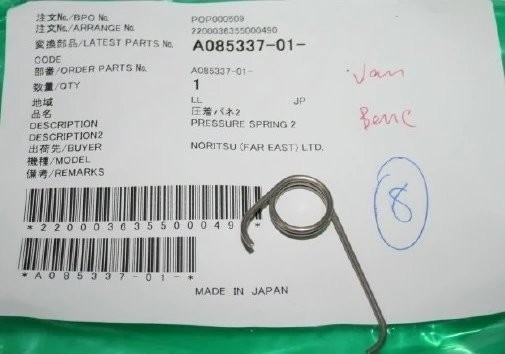 注文No./BPO No. POP000509
注文No./ARRANGE No. 2200036355000490
変換部品/LATEST PARTS No. A085337-01-
CODE
部番/ORDER PARTS No. A085337-01-
数量/QTY 1
地域 LL JP
品名 圧着バネ2
DESCRIPTION PRESSURE SPRING 2
DESCRIPTION2
出荷先/BUYER NORITSU (FAR EAST) LTD.
機種/MODEL
備考/REMARKS
Van
8
*220003635500049
*A085337-01-*
MADE IN JAPAN